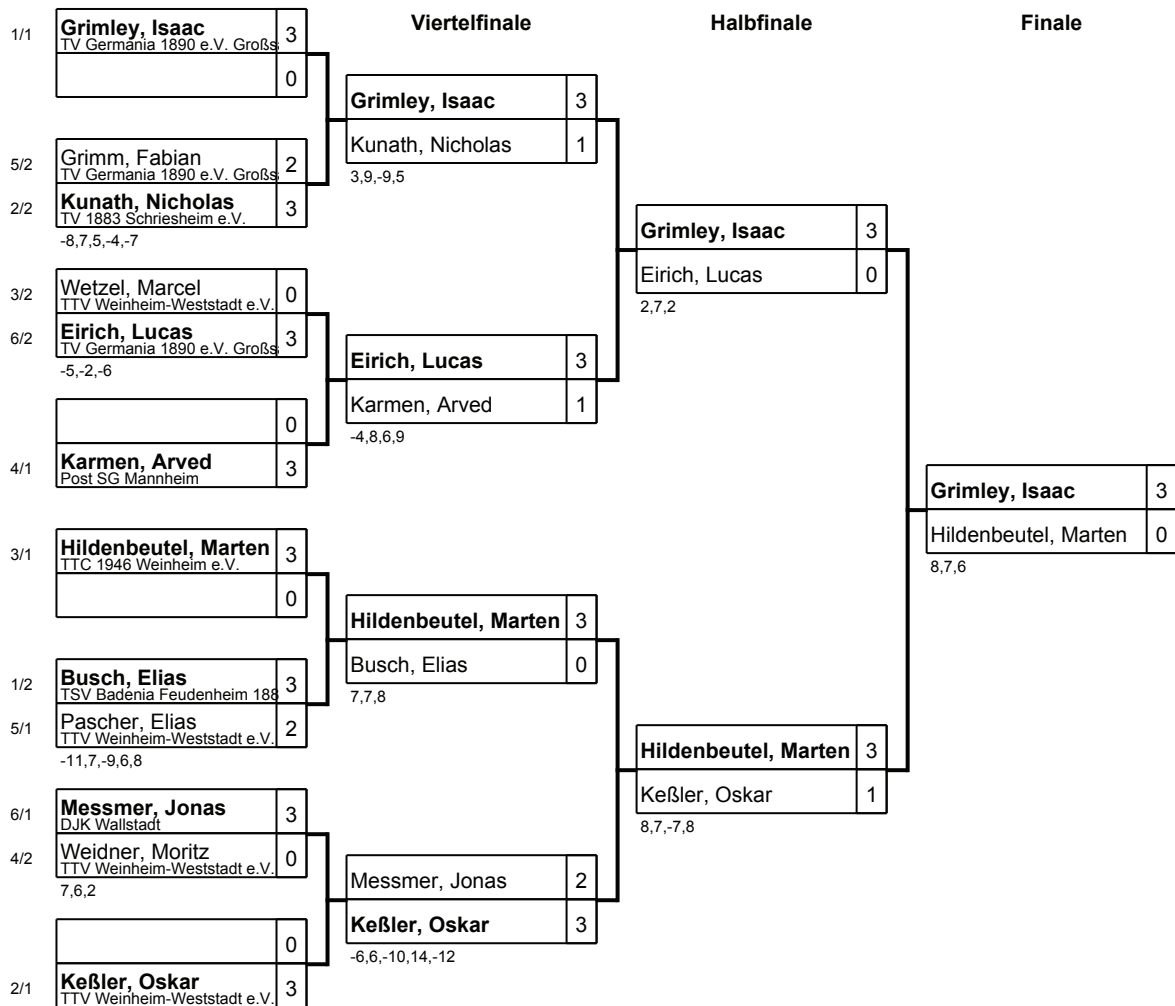 Viertelfinale
Halbfinale
Finale
1/1 Grimley, Isaac 3
TV Germania 1890 e.V. Großs
0
5/2 Grimm, Fabian 2
TV Germania 1890 e.V. Großs
2/2 Kunath, Nicholas 3
TV 1883 Schriesheim e.V.
-8,7,5,-4,-7
3/2 Wetzel, Marcel 0
TTV Weinheim-Weststadt e.V.
6/2 Eirich, Lucas 3
TV Germania 1890 e.V. Großs
-5,-2,-6
0
4/1 Karmen, Arved 3
Post SG Mannheim
3/1 Hildenbeutel, Marten 3
TTC 1946 Weinheim e.V.
0
1/2 Busch, Elias 3
TSV Badenia Feudenheim 188
5/1 Pascher, Elias 2
TTV Weinheim-Weststadt e.V.
-11,7,-9,6,8
6/1 Messmer, Jonas 3
DJK Wallstadt
4/2 Weidner, Moritz 0
TTV Weinheim-Weststadt e.V.
7,6,2
0
2/1 Keßler, Oskar 3
TTV Weinheim-Weststadt e.V.
Grimley, Isaac 3
Kunath, Nicholas 1
3,9,-9,5
Eirich, Lucas 3
Karmen, Arved 1
-4,8,6,9
Hildenbeutel, Marten 3
Busch, Elias 0
7,7,8
Messmer, Jonas 2
Keßler, Oskar 3
-6,6,-10,14,-12
Grimley, Isaac 3
Eirich, Lucas 0
2,7,2
Hildenbeutel, Marten 3
Keßler, Oskar 1
8,7,-7,8
Grimley, Isaac 3
Hildenbeutel, Marten 0
8,7,6